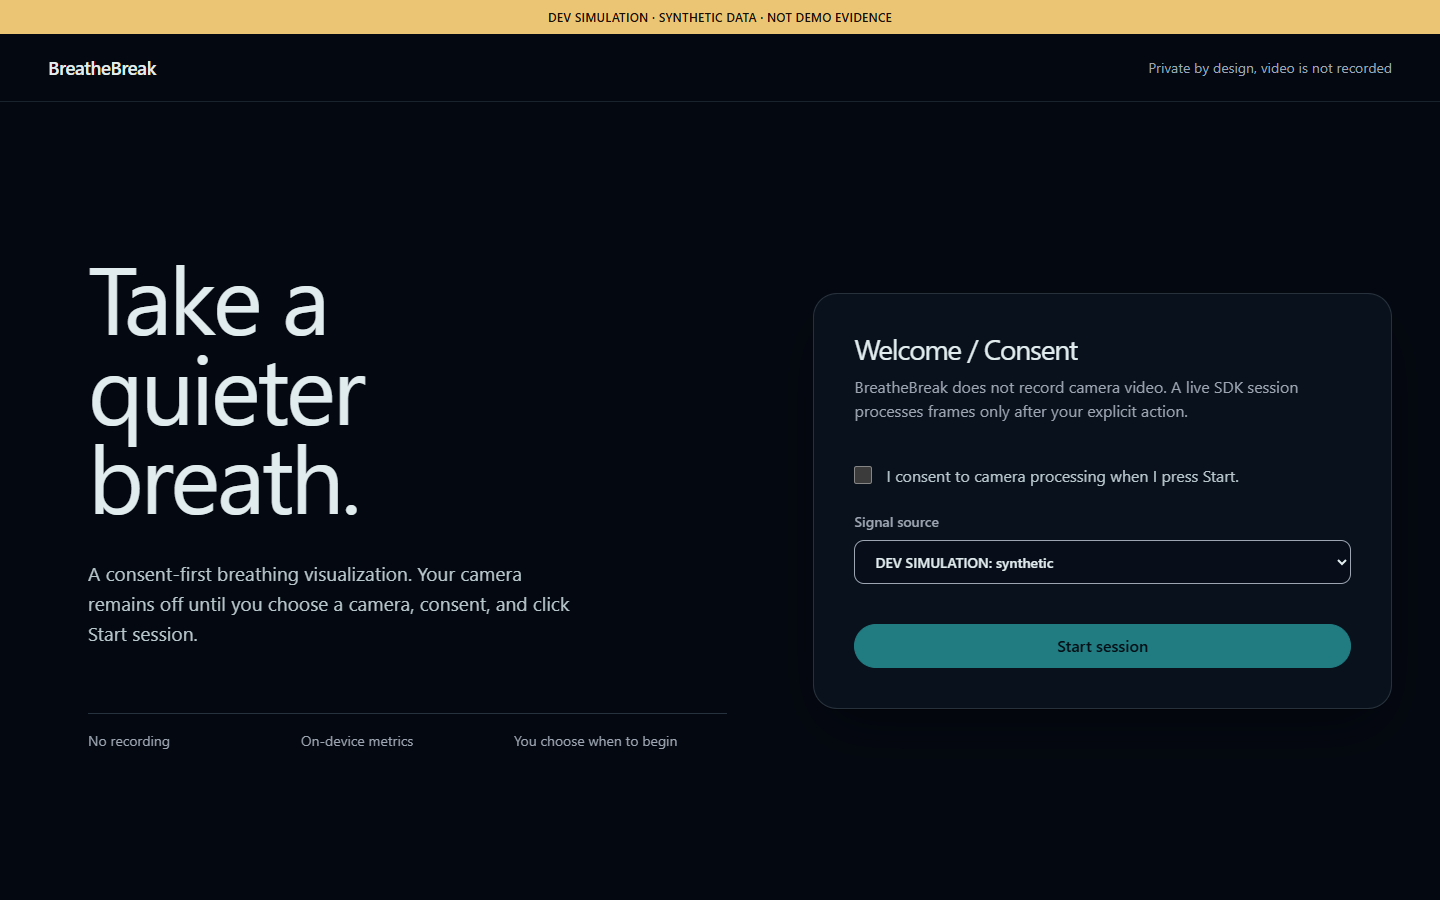 DEV SIMULATION · SYNTHETIC DATA · NOT DEMO EVIDENCE
BreatheBreak
Private by design, video is not recorded
Take a
quieter
breath.
A consent-first breathing visualization. Your camera
remains off until you choose a camera, consent, and click
Start session.
No recording
On-device metrics
You choose when to begin
Welcome / Consent
BreatheBreak does not record camera video. A live SDK session
processes frames only after your explicit action.
I consent to camera processing when I press Start.
Signal source
DEV SIMULATION: synthetic
Start session